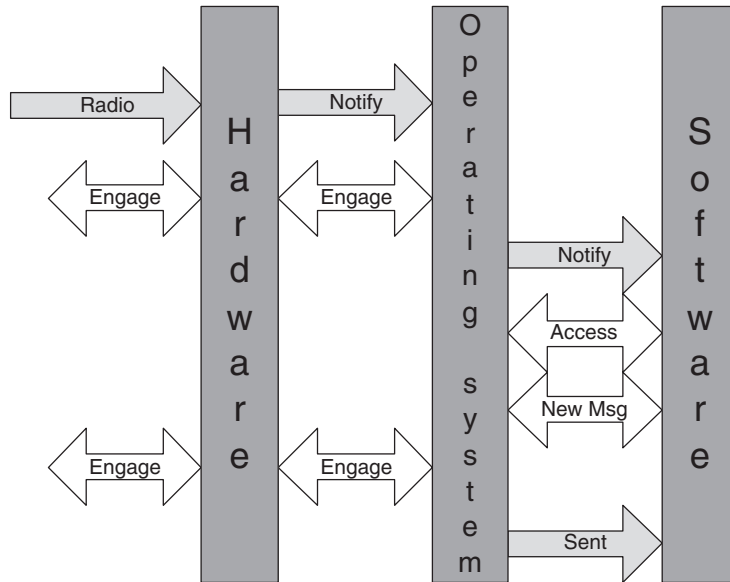 Hardware
Operating system
Software
Radio
Notify
Engage
Engage
Notify
Access
New Msg
Engage
Engage
Sent